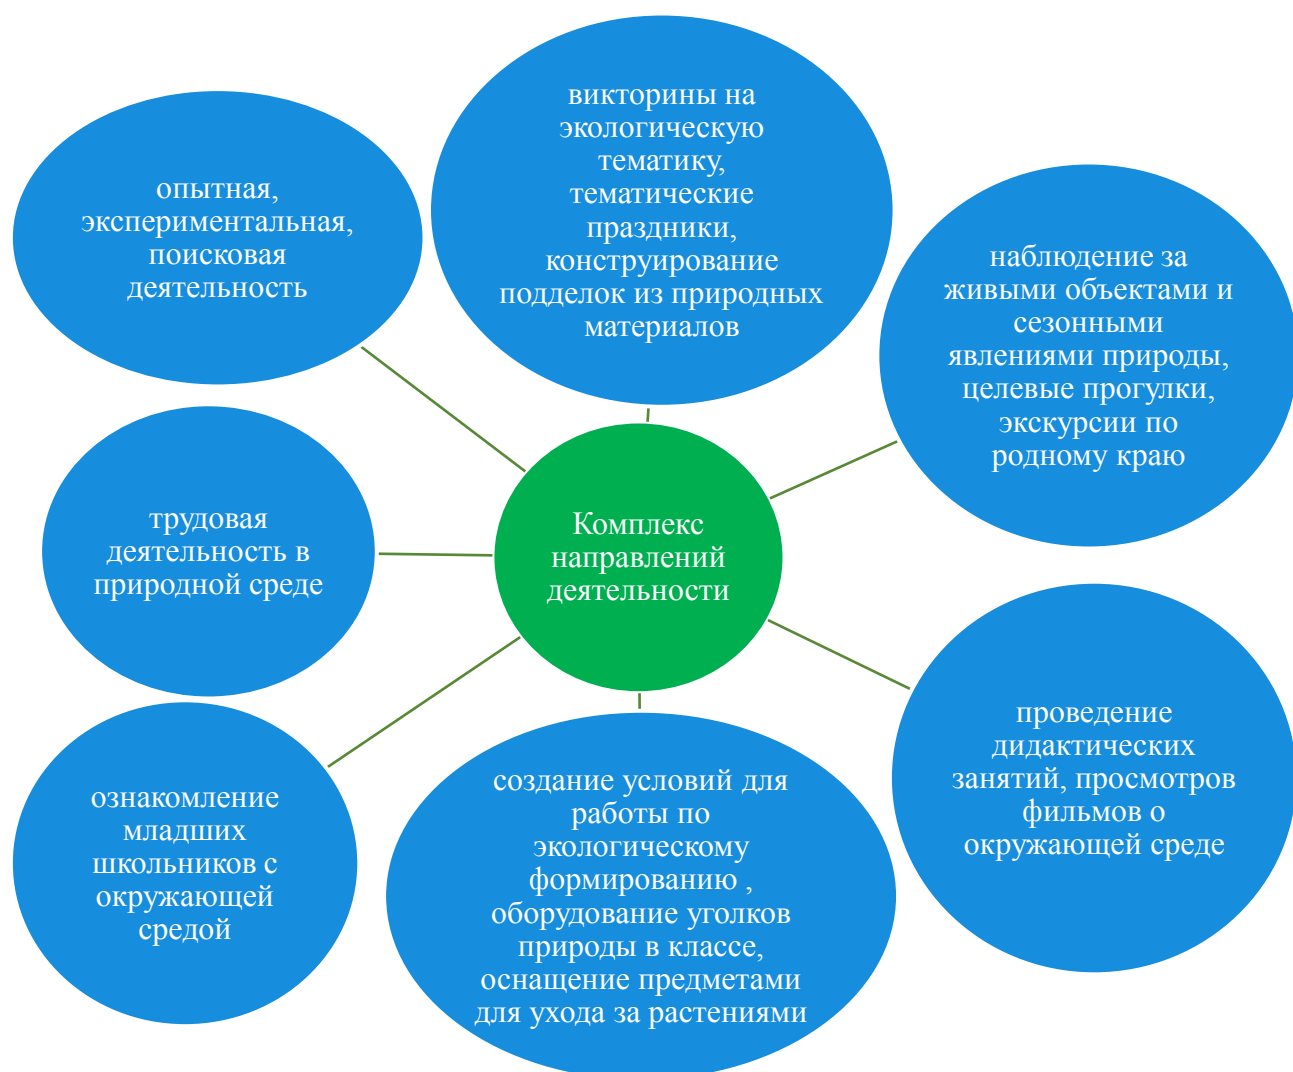 викторины на
экологическую
тематику,
тематические
праздники,
конструирование
подделок из природных
материалов
опытная,
экспериментальная,
поисковая
деятельность
наблюдение за
живыми объектами и
сезонными
явлениями природы,
целевые прогулки,
экскурсии по
родному краю
трудовая
деятельность в
природной среде
Комплекс
направлений
деятельности
проведение
дидактических
занятий, просмотров
фильмов о
окружающей среде
ознакомление
младших
школьников с
окружающей
средой
создание условий для
работы по
экологическому
формированию ,
оборудование уголков
природы в классе,
оснащение предметами
для ухода за растениями